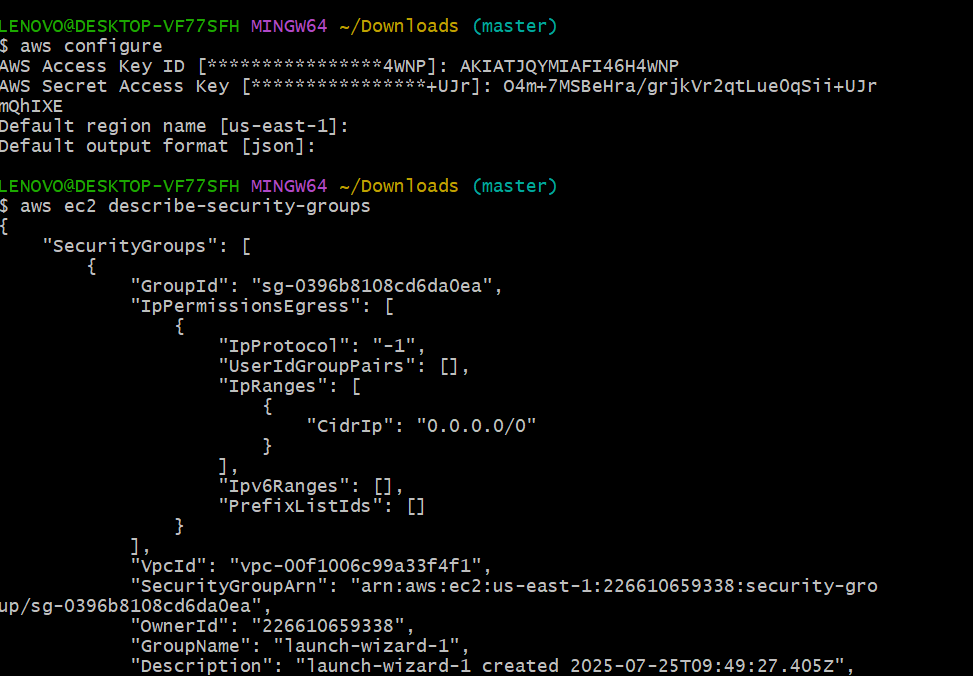 LENOVO@DESKTOP-VF77SFH MINGW64 ~/Downloads (master)
$ aws configure
AWS Access Key ID [****************4WNP]: AKIATJQYMIAFI46H4WNP
AWS Secret Access Key [****************+UJr]: O4m+7MSBeHra/grjkVr2qtLueOqSii+UJr
mQhIXE
Default region name [us-east-1]:
Default output format [json]:
LENOVO@DESKTOP-VF77SFH MINGW64 ~/Downloads (master)
$ aws ec2 describe-security-groups
{
"SecurityGroups": [
{
"GroupId": "sg-0396b8108cd6da0ea",
"IpPermissionsEgress": [
{
"IpProtocol": "-1",
"UserIdGroupPairs": [],
"IpRanges": [
{
"CidrIp": "0.0.0.0/0"
}
],
"Ipv6Ranges": [],
"PrefixListIds": []
}
],
"VpcId": "vpc-00f1006c99a33f4f1",
"SecurityGroupArn": "arn:aws:ec2:us-east-1:226610659338:security-gro
up/sg-0396b8108cd6da0ea",
"OwnerId": "226610659338",
"GroupName": "launch-wizard-1",
"Description": "launch-wizard-1 created 2025-07-25T09:49:27.405Z",